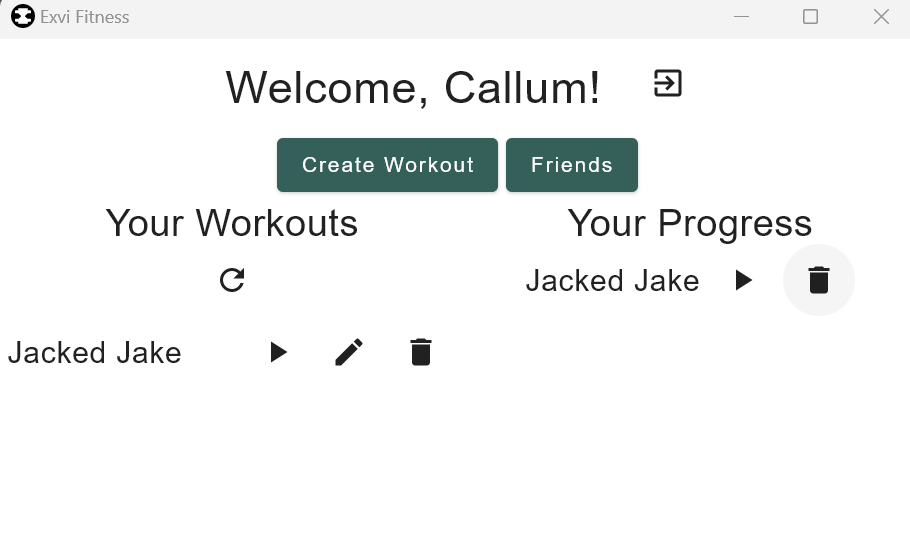 Exvi Fitness
Welcome, Callum!
Create Workout Friends
Your Workouts
Jacked Jake
Your Progress
Jacked Jake